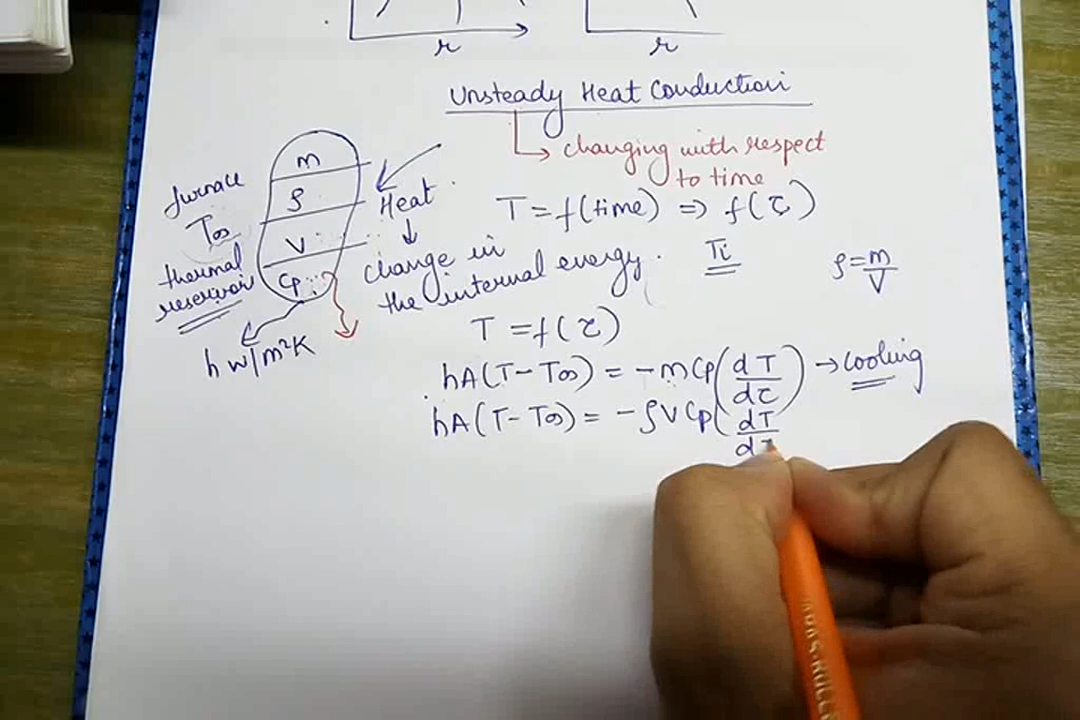 r r
Unsteady Heat Conduction
changing with respect
to time
T = f(time) ⇒ f(τ)
furnace
T∞
thermal
reservoir
m
ρ
V
Cp
Heat
change in
the internal energy.
h W/m²K
Ti
ρ = m/V
T = f(τ)
hA(T - T∞) = -mCp(dT/dτ) → cooling
hA(T - T∞) = -ρVCp(dT/d